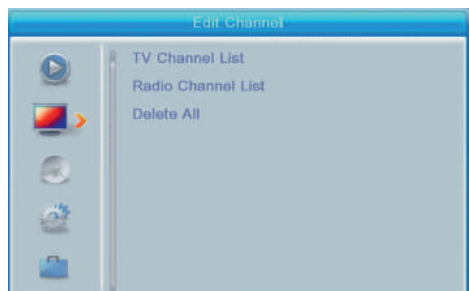 Edit Channel
TV Channel List
Radio Channel List
Delete All